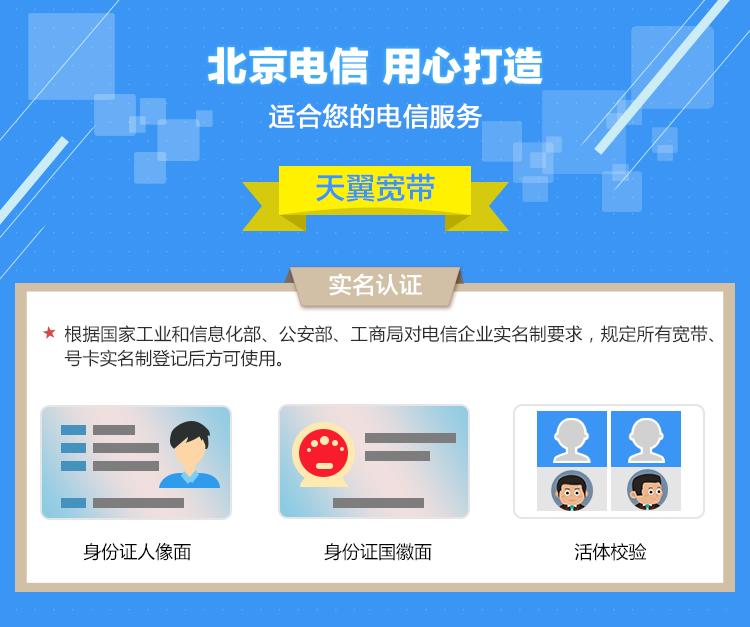 北京电信 用心打造
适合您的电信服务
天翼宽带
实名认证
根据国家工业和信息化部、公安部、工商局对电信企业实名制要求，规定所有宽带、
号卡实名制登记后方可使用。
身份证人像面
身份证国徽面
活体校验